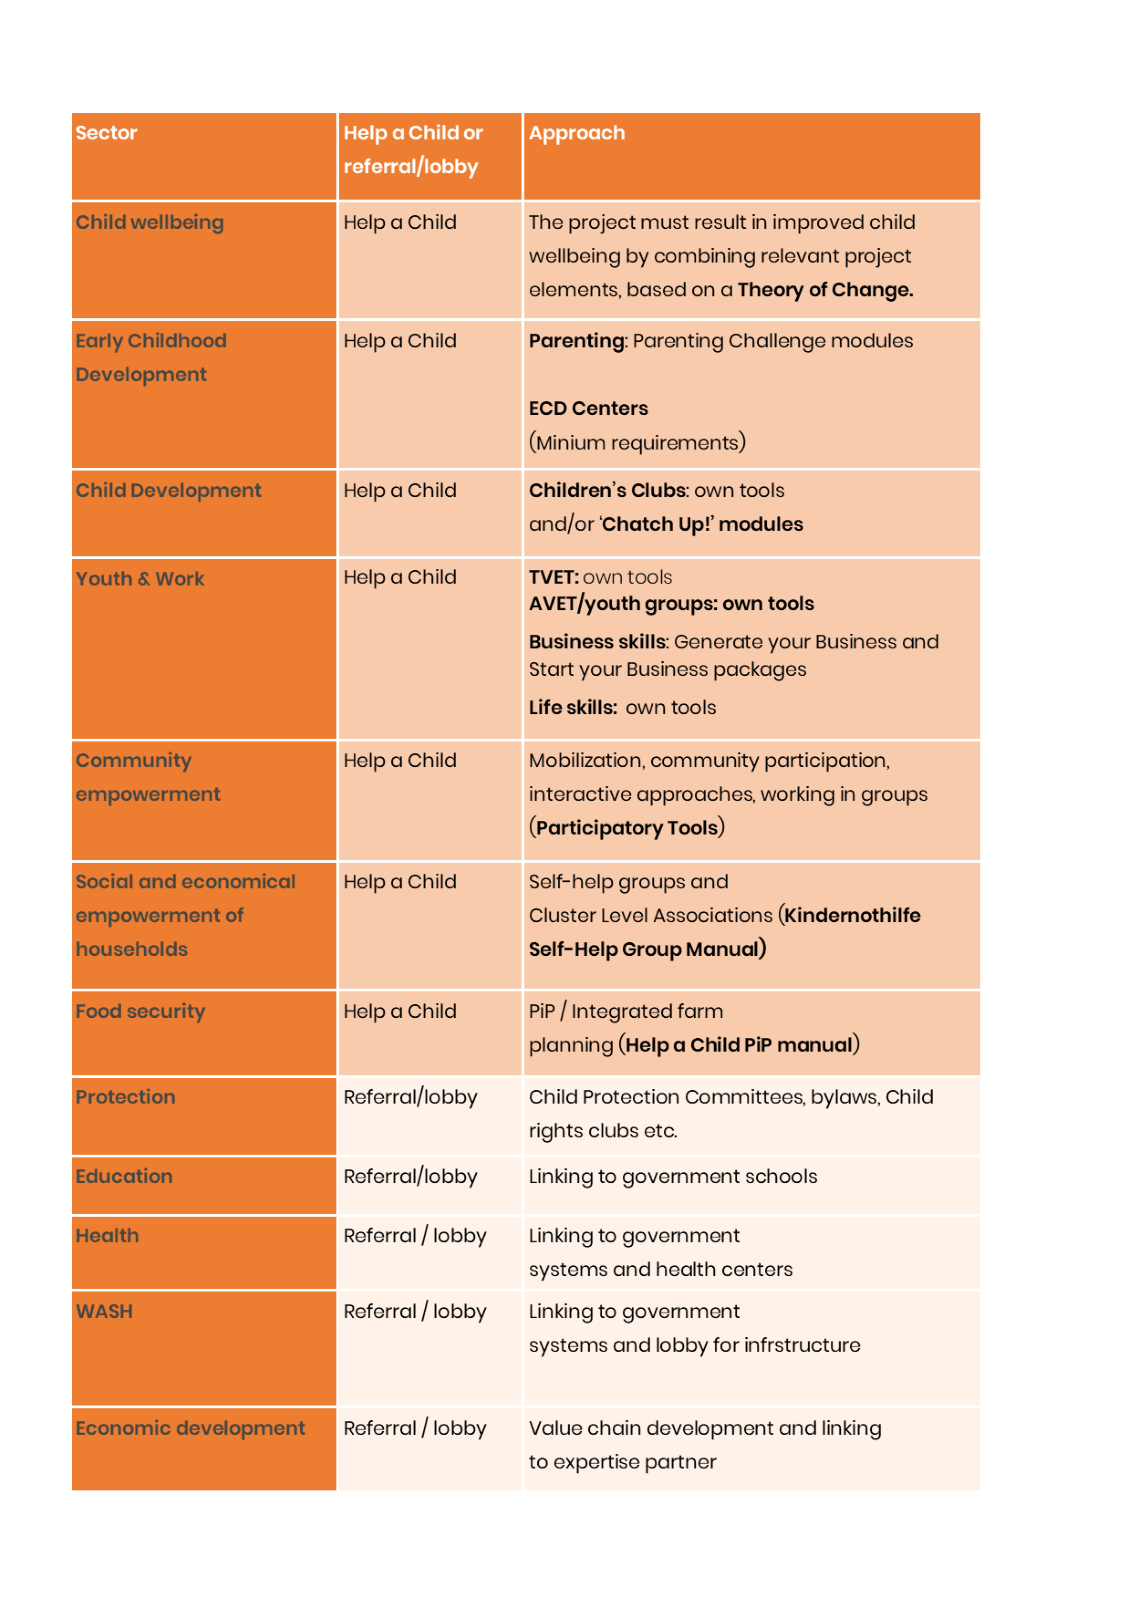 Sector
Help a Child or
referral/lobby
Approach
Child wellbeing
Help a Child
The project must result in improved child
wellbeing by combining relevant project
elements, based on a Theory of Change.
Early Childhood
Development
Help a Child
Parenting: Parenting Challenge modules
ECD Centers
(Minium requirements)
Child Development
Help a Child
Children's Clubs: own tools
and/or ‘Chatch Up!’ modules
Youth & Work
Help a Child
TVET: own tools
AVET/youth groups: own tools
Business skills: Generate your Business and
Start your Business packages
Life skills: own tools
Community
empowerment
Help a Child
Mobilization, community participation,
interactive approaches, working in groups
(Participatory Tools)
Social and economical
empowerment of
households
Help a Child
Self-help groups and
Cluster Level Associations (Kindernothilfe
Self-Help Group Manual)
Food security
Help a Child
PiP / Integrated farm
planning (Help a Child PiP manual)
Protection
Referral/lobby
Child Protection Committees, bylaws, Child
rights clubs etc.
Education
Referral/lobby
Linking to government schools
Health
Referral / lobby
Linking to government
systems and health centers
WASH
Referral / lobby
Linking to government
systems and lobby for infrstructure
Economic development
Referral / lobby
Value chain development and linking
to expertise partner